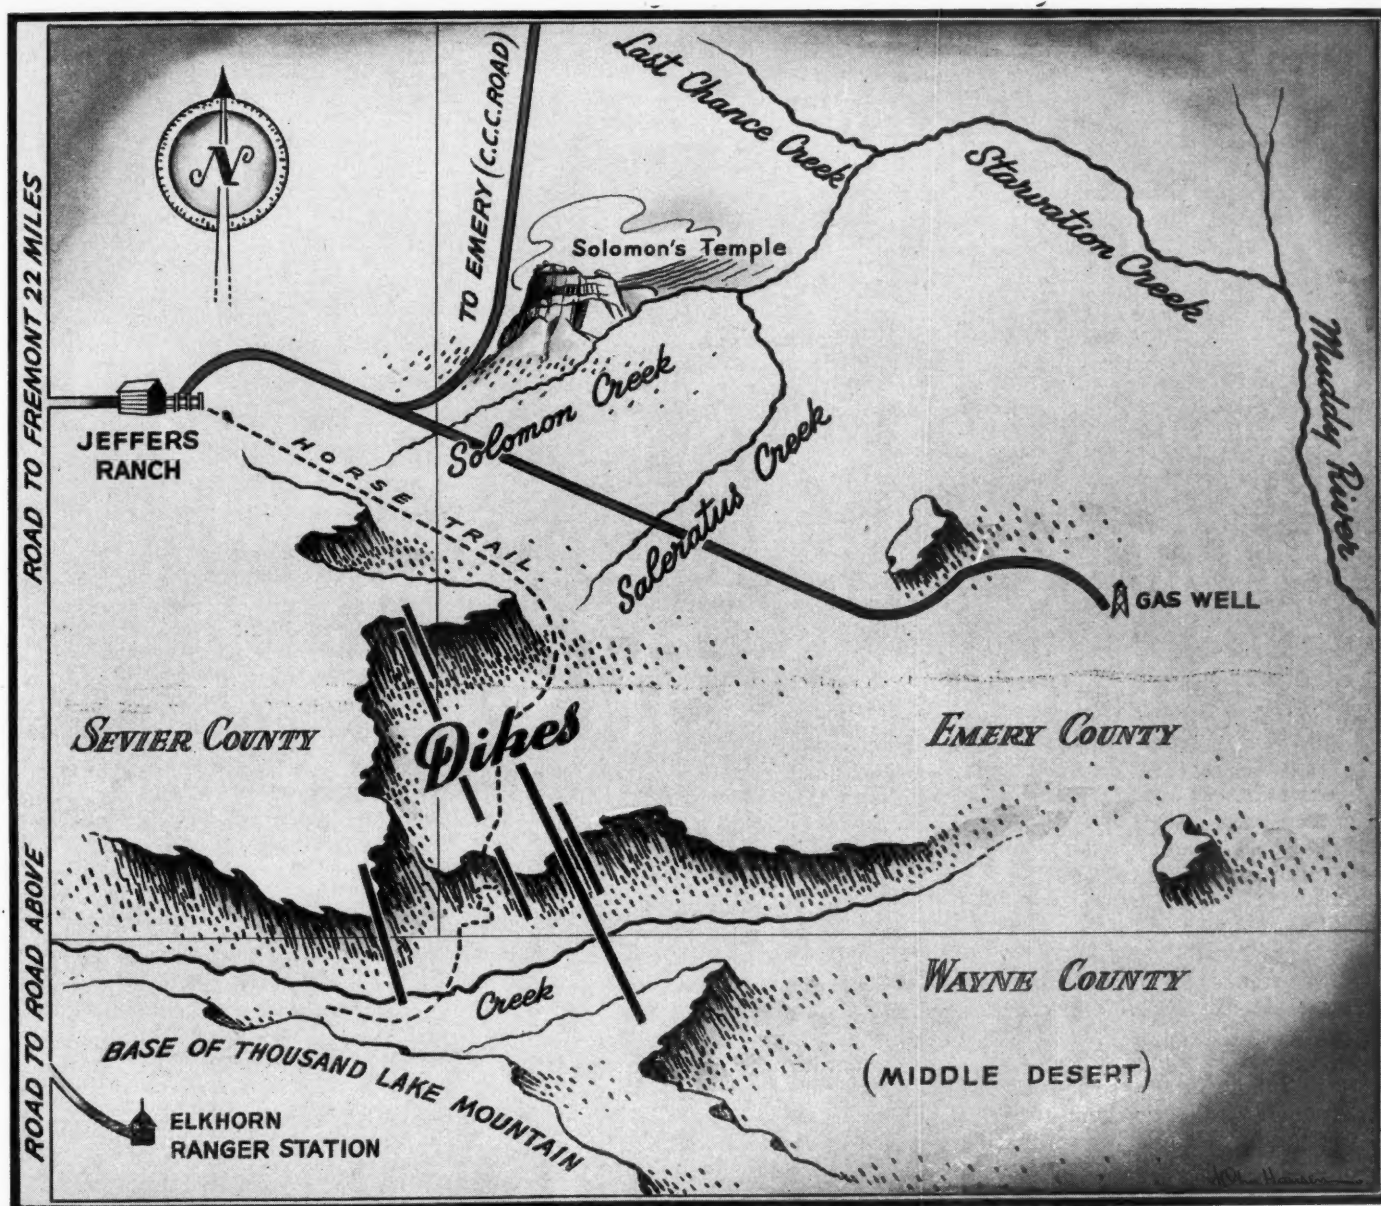 Last Chance Creek
Starvation Creek
Muddy River
N
TO EMERY (C.C.C. ROAD)
Solomon's Temple
ROAD TO FREMONT 22 MILES
JEFFERS
RANCH
HORSE TRAIL
Solomon Creek
Saleratus Creek
GAS WELL
SEVIER COUNTY
Dikes
EMERY COUNTY
ROAD TO ROAD ABOVE
Creek
WAYNE COUNTY
(MIDDLE DESERT)
BASE OF THOUSAND LAKE MOUNTAIN
ELKHORN
RANGER STATION